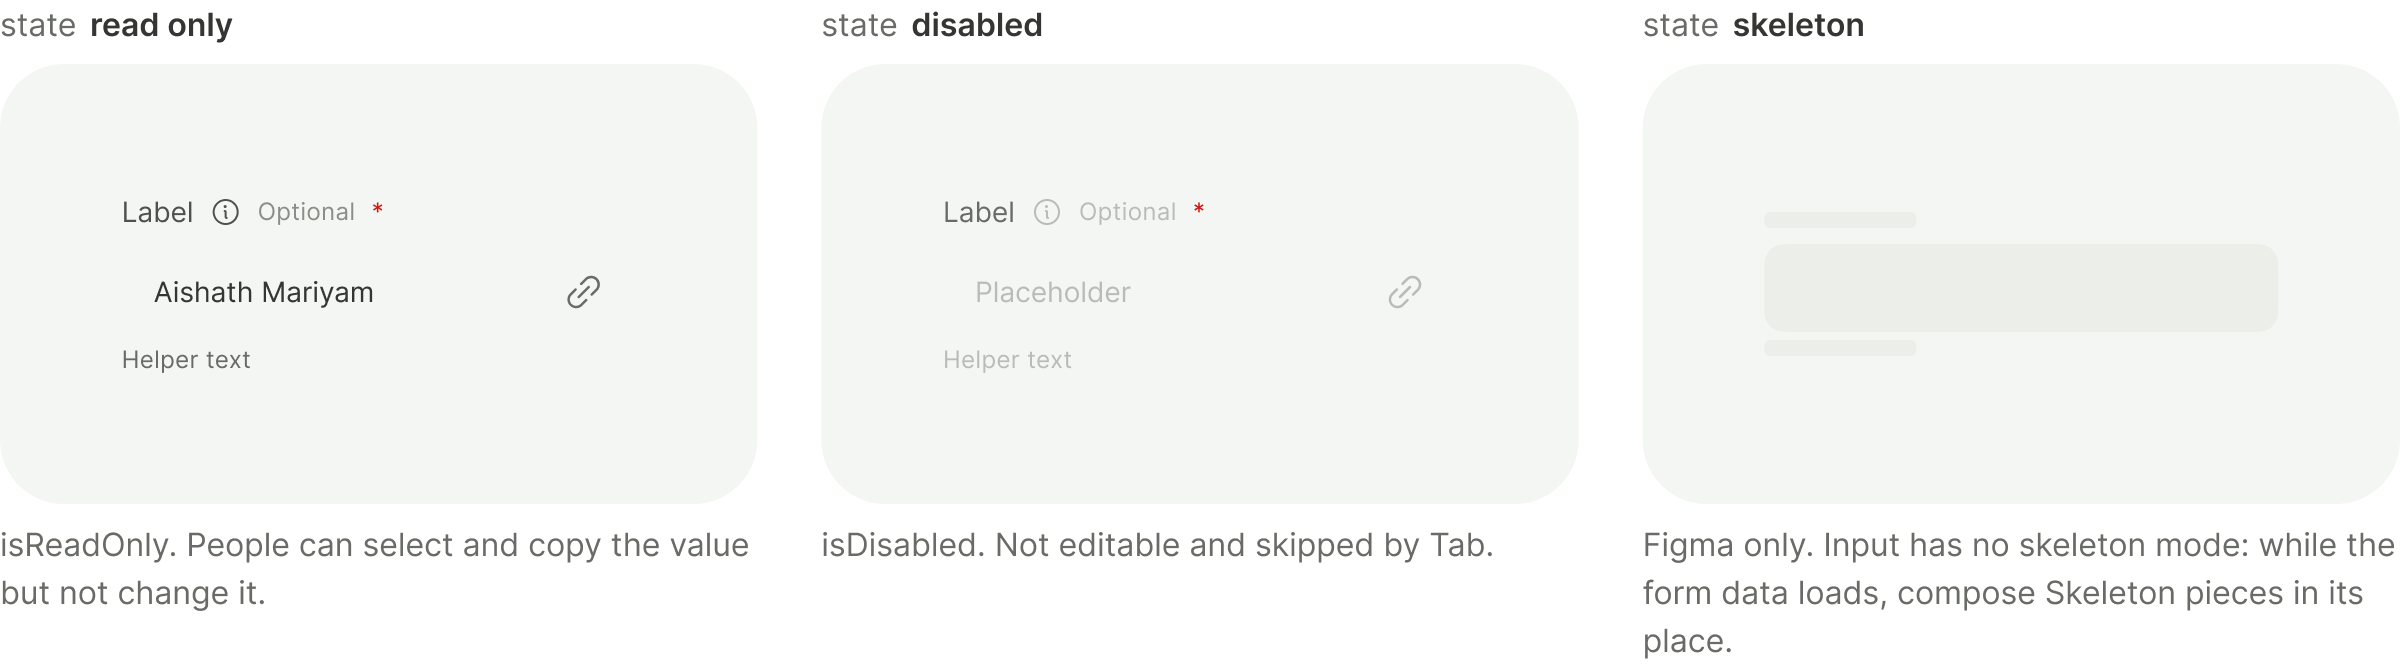 state read only
Label Optional *
Aishath Mariyam
Helper text
isReadOnly. People can select and copy the value
but not change it.
state disabled
Label Optional *
Placeholder
Helper text
isDisabled. Not editable and skipped by Tab.
state skeleton
Figma only. Input has no skeleton mode: while the
form data loads, compose Skeleton pieces in its
place.